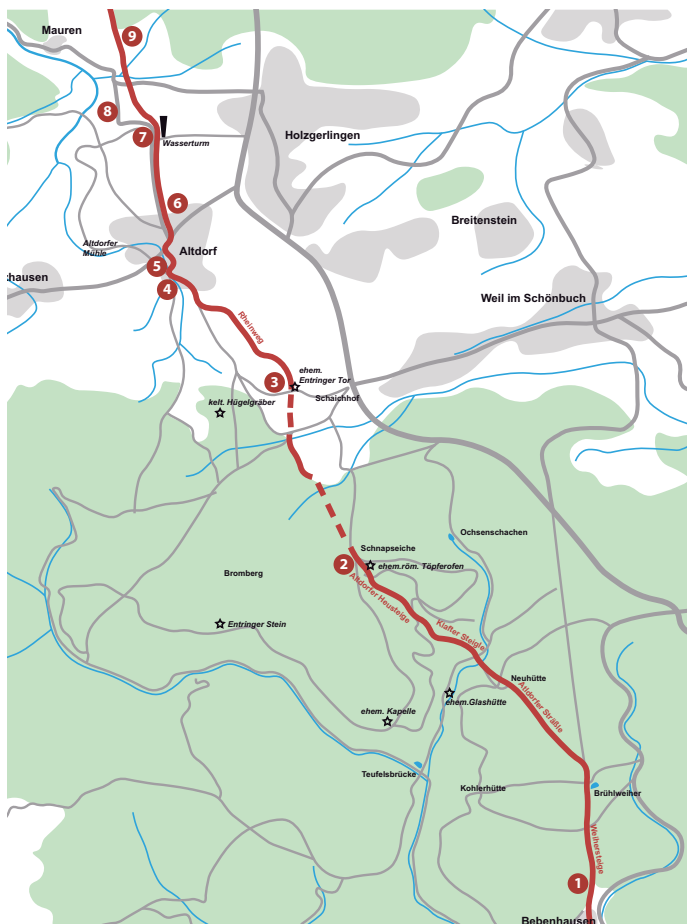 9
Mauren
8
7
Wasserturm
Holzgerlingen
6
Breitenstein
Altdorfer
Mühle
Altdorf
5
hausen
4
Weil im Schönbuch
Rheinweg
ehem.
Entringer Tor
3
Schaichhof
kelt. Hügelgräber
Ochsenschachen
Schnapseiche
2
ehem.röm. Töpferofen
Bromberg
Altdorfer Heusteige
Entringer Stein
Klafter Steigle
Neuhütte
ehem.Glashütte
Altdorfer Sträßle
ehem. Kapelle
Teufelsbrücke
Kohlerhütte
Brühlweiher
Weihersteige
1
Bebenhausen